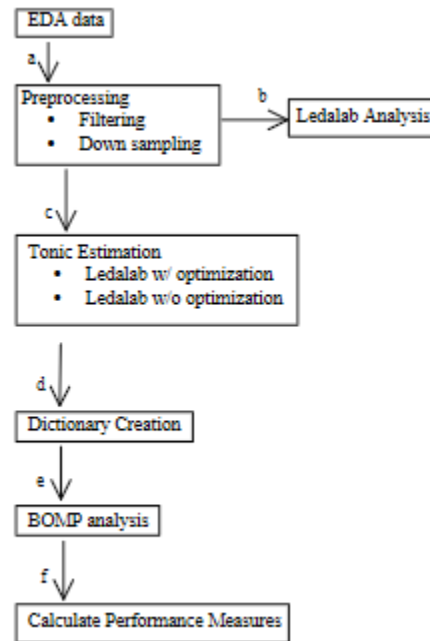 EDA data
a
Preprocessing
• Filtering
• Down sampling
b
Ledalab Analysis
c
Tonic Estimation
• Ledalab w/ optimization
• Ledalab w/o optimization
d
Dictionary Creation
e
BOMP analysis
f
Calculate Performance Measures